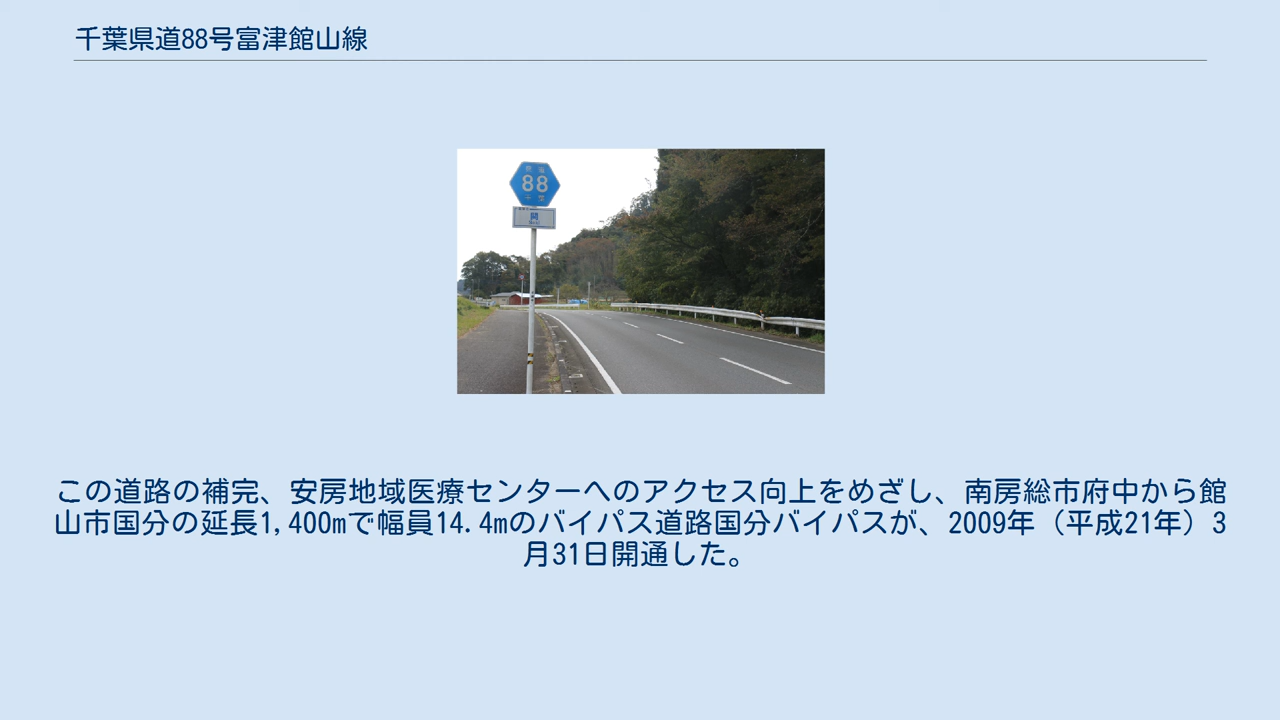 千葉県道88号富津館山線
88
千葉
関
この道路の補完、安房地域医療センターへのアクセス向上をめざし、南房総市府中から館
山市国分の延長1,400mで幅員14.4mのバイパス道路国分バイパスが、2009年（平成21年）3
月31日開通した。